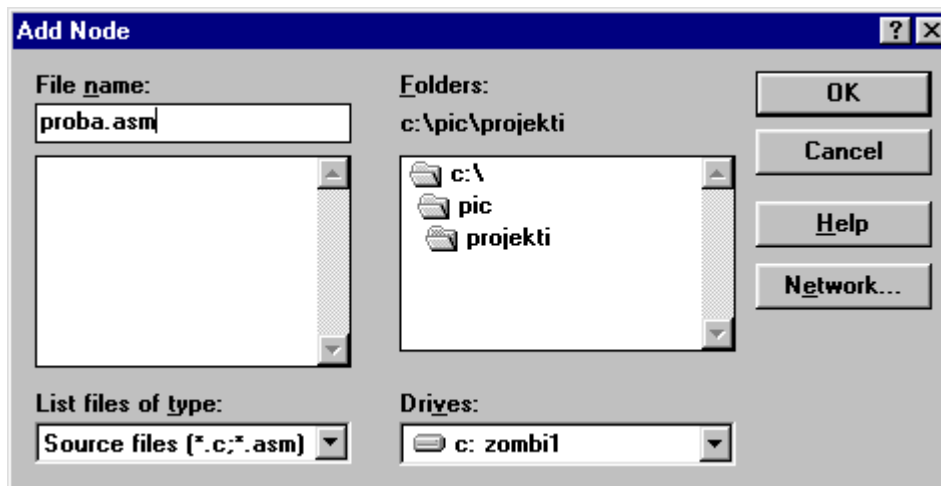 Add Node
File name:
proba.asm
List files of type:
Source files (*.c;*.asm)
Folders:
c:\pic\projekti
c:\
pic
projekti
Drives:
c: zombi1
OK
Cancel
Help
Network...